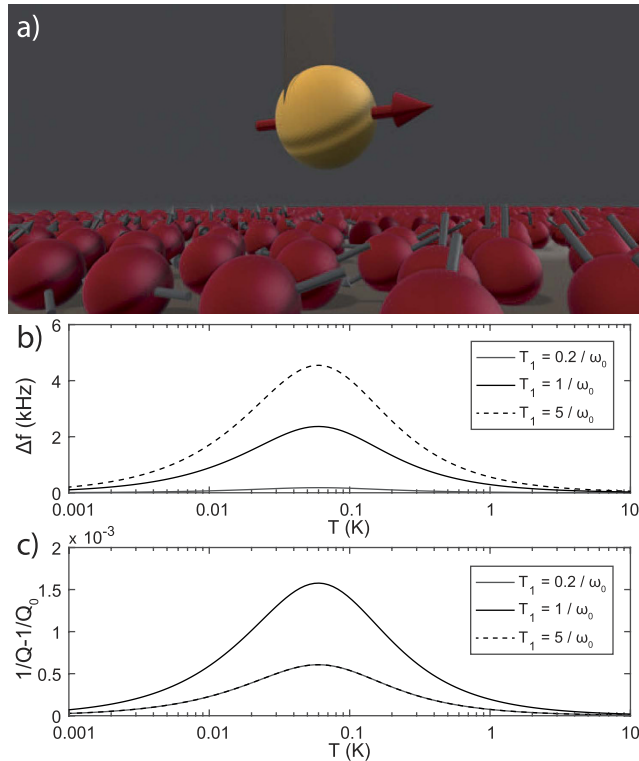 a)
b)
6
4
2
0
Δf (kHz)
T₁ = 0.2 / ω₀
T₁ = 1 / ω₀
T₁ = 5 / ω₀
0.001 0.01 0.1 1 10
T (K)
c)
x 10⁻³
2
1.5
1
0.5
0
1/Q-1/Q₀
T₁ = 0.2 / ω₀
T₁ = 1 / ω₀
T₁ = 5 / ω₀
0.001 0.01 0.1 1 10
T (K)